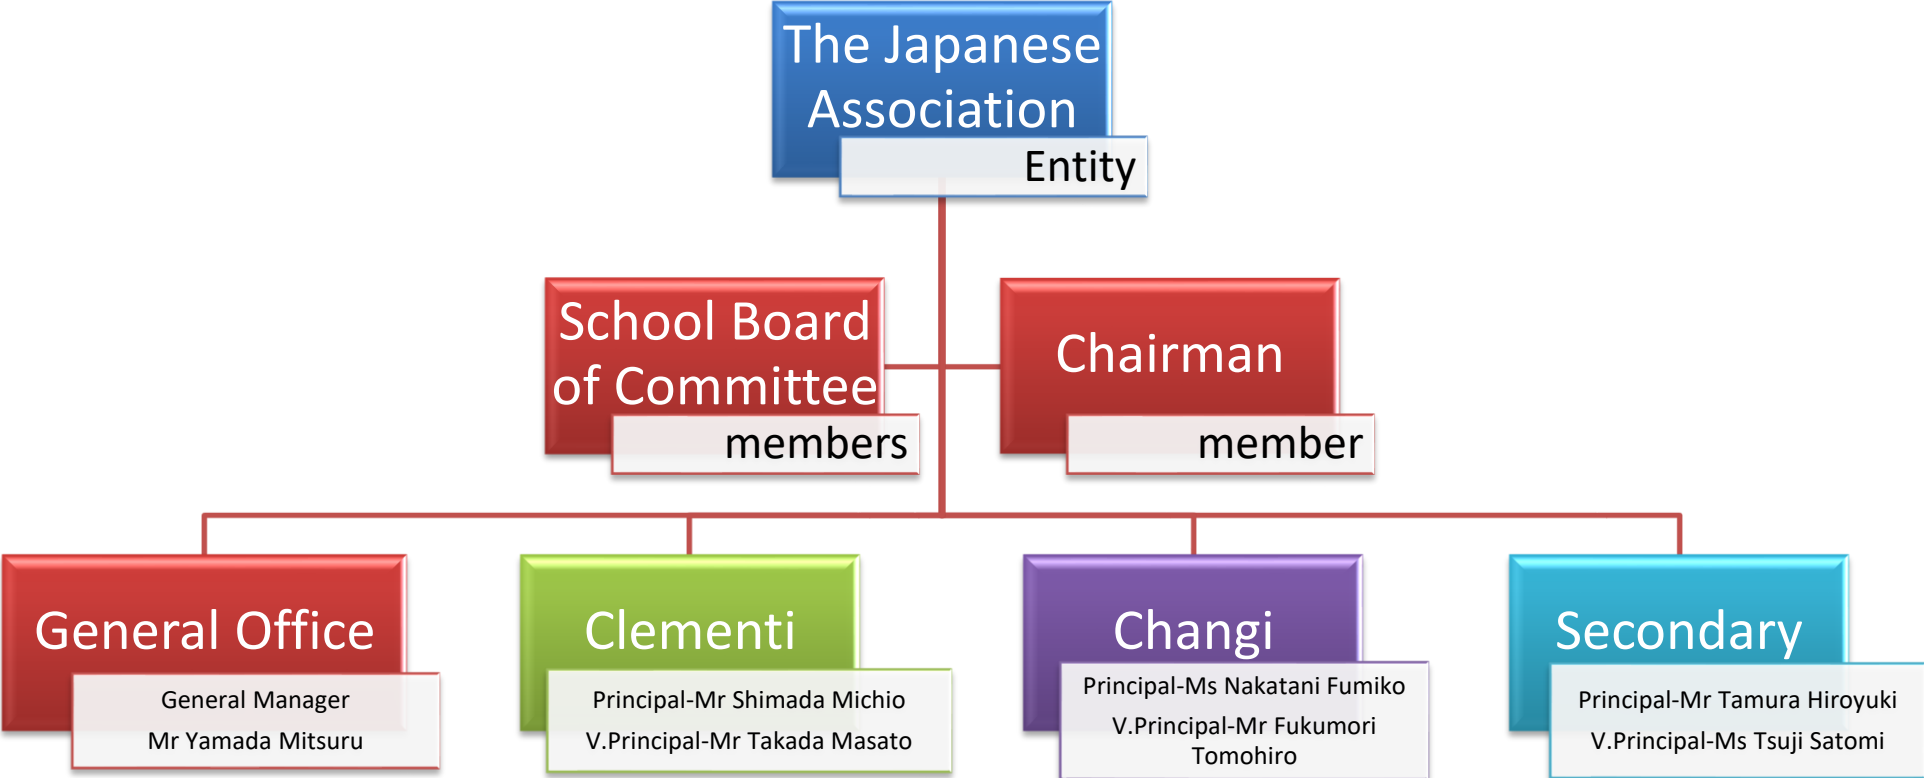 The Japanese
Association
Entity
School Board
of Committee
members
Chairman
member
General Office
General Manager
Mr Yamada Mitsuru
Clementi
Principal-Mr Shimada Michio
V.Principal-Mr Takada Masato
Changi
Principal-Ms Nakatani Fumiko
V.Principal-Mr Fukumori
Tomohiro
Secondary
Principal-Mr Tamura Hiroyuki
V.Principal-Ms Tsuji Satomi